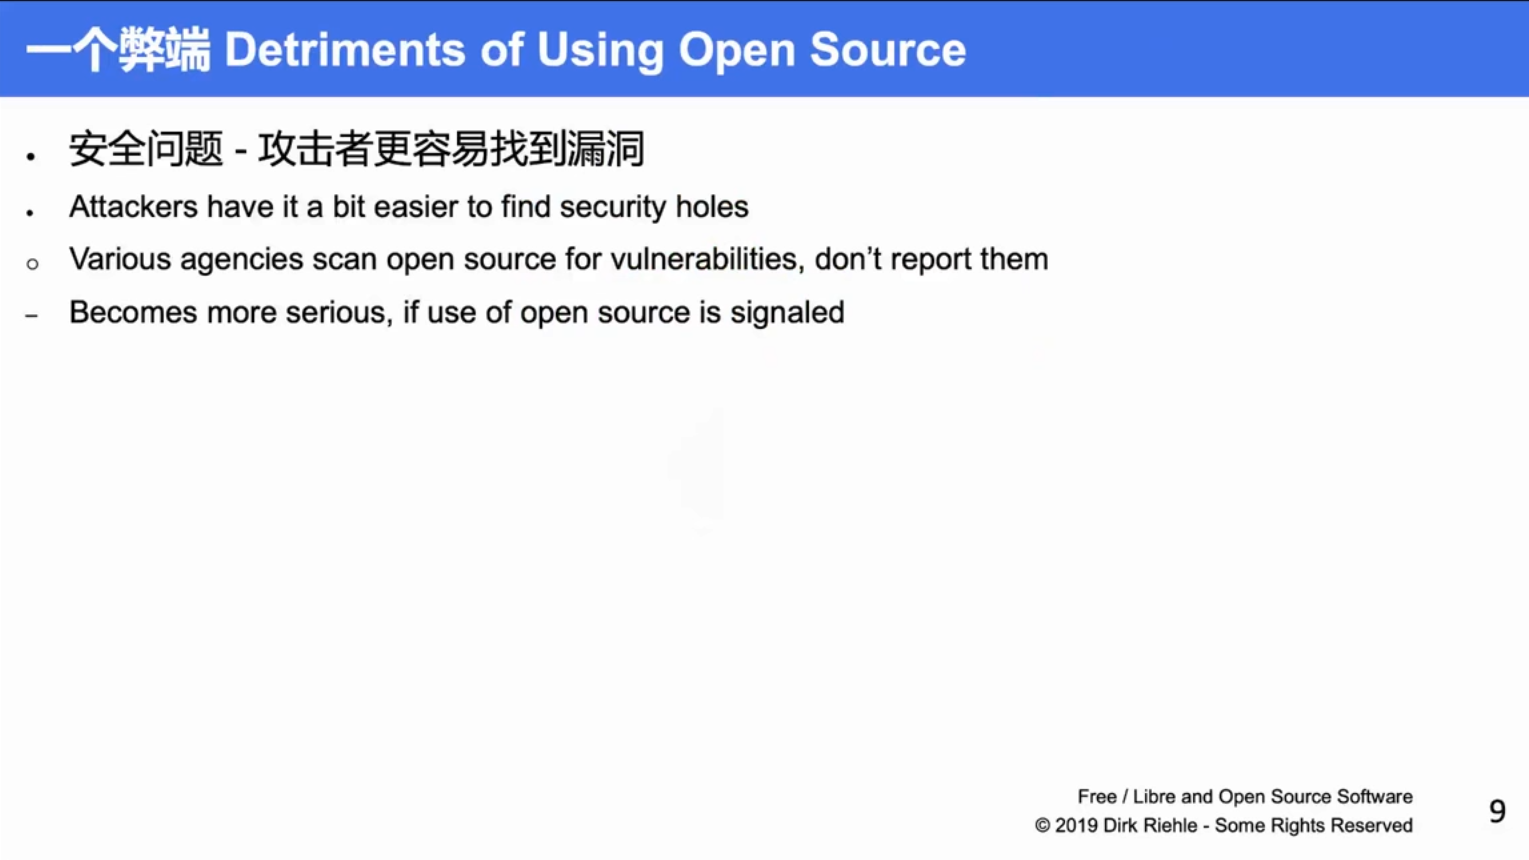 一个弊端 Detriments of Using Open Source
• 安全问题 - 攻击者更容易找到漏洞
• Attackers have it a bit easier to find security holes
○ Various agencies scan open source for vulnerabilities, don’t report them
– Becomes more serious, if use of open source is signaled
Free / Libre and Open Source Software
© 2019 Dirk Riehle - Some Rights Reserved
9